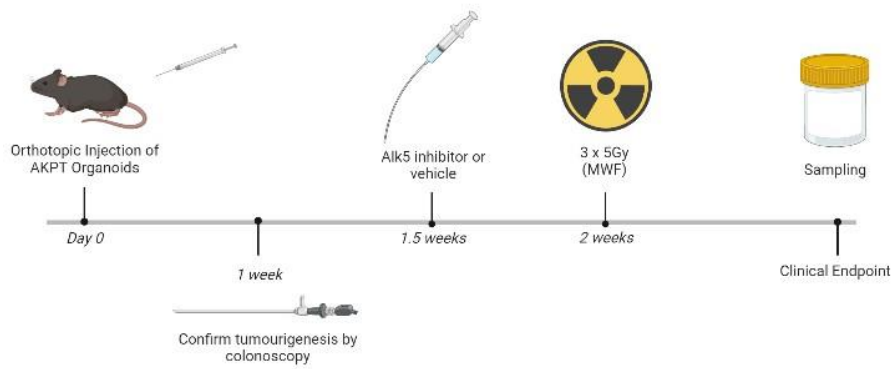 Orthotopic Injection of
AKPT Organoids
Alk5 inhibitor or
vehicle
3 x 5Gy
(MWF)
Sampling
Day 0
1 week
1.5 weeks
2 weeks
Clinical Endpoint
Confirm tumourigenesis by
colonoscopy